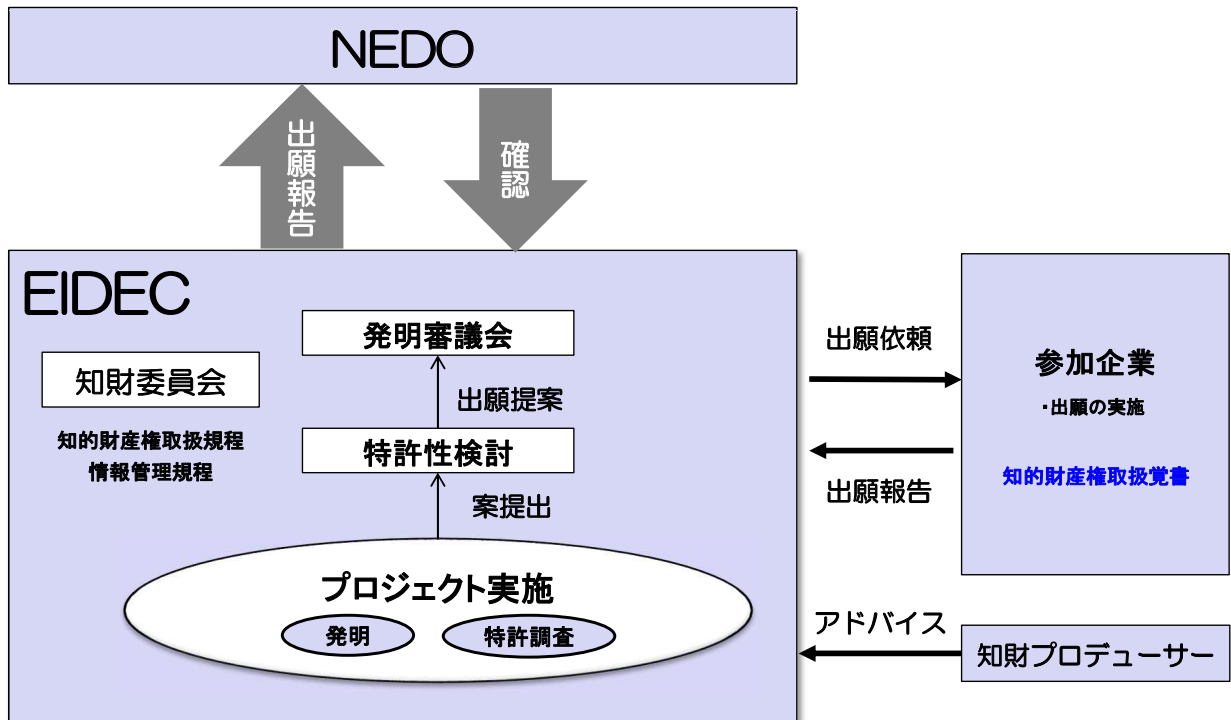 NEDO
出願報告
確認
EIDEC
発明審議会
知財委員会
出願提案
知的財産権取扱規程
情報管理規程
特許性検討
案提出
プロジェクト実施
発明
特許調査
出願依頼
参加企業
・出願の実施
知的財産権取扱覚書
出願報告
アドバイス
知財プロデューサー